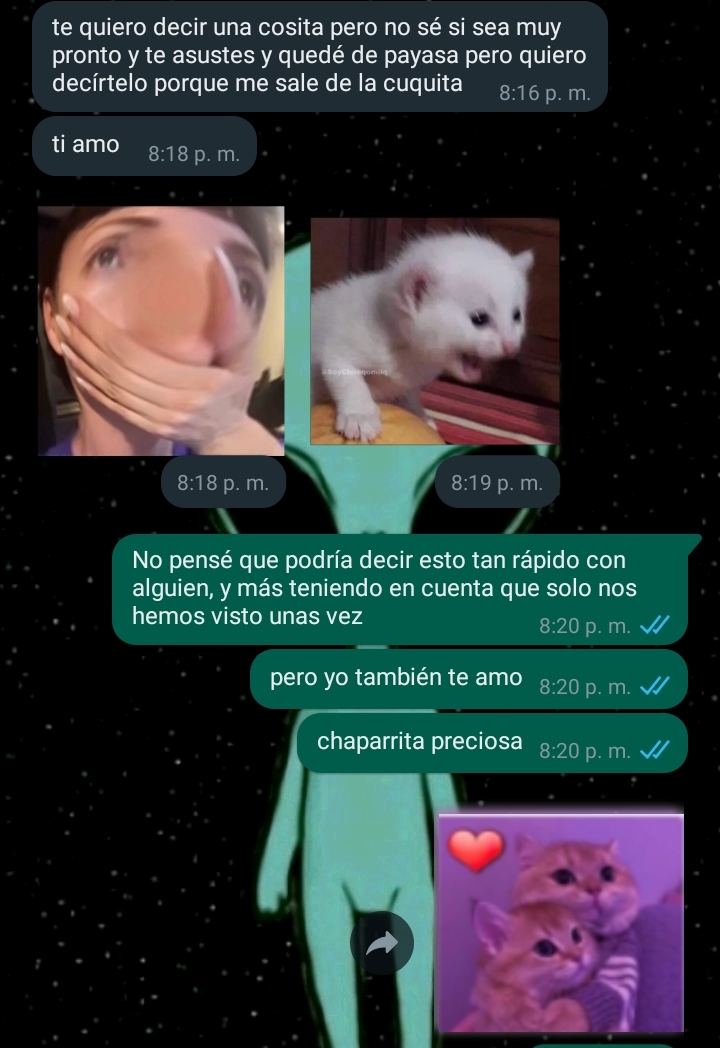 te quiero decir una cosita pero no sé si sea muy
pronto y te asustes y quedé de payasa pero quiero
decírtelo porque me sale de la cuquita
8:16 p. m.
ti amo
8:18 p. m.
8:18 p. m.
8:19 p. m.
No pensé que podría decir esto tan rápido con
alguien, y más teniendo en cuenta que solo nos
hemos visto unas vez
8:20 p. m.
pero yo también te amo
8:20 p. m.
chaparrita preciosa
8:20 p. m.